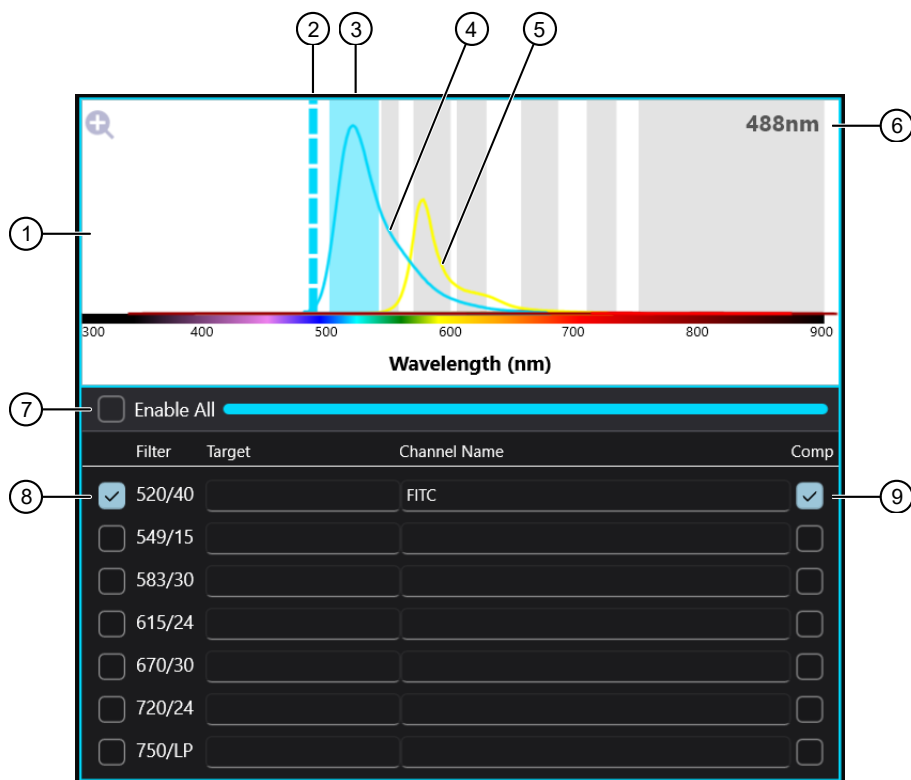 2 3 4 5
488nm 6
1
300 400 500 600 700 800 900
Wavelength (nm)
7 Enable All
Filter Target Channel Name Comp
8 520/40 FITC 9
549/15
583/30
615/24
670/30
720/24
750/LP